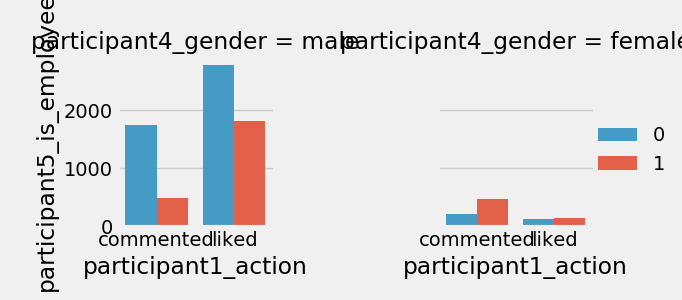 participant4_gender = male
participant4_gender = female
participant5_is_employee
2000
1000
0
commented
liked
commented
liked
participant1_action
participant1_action
0
1